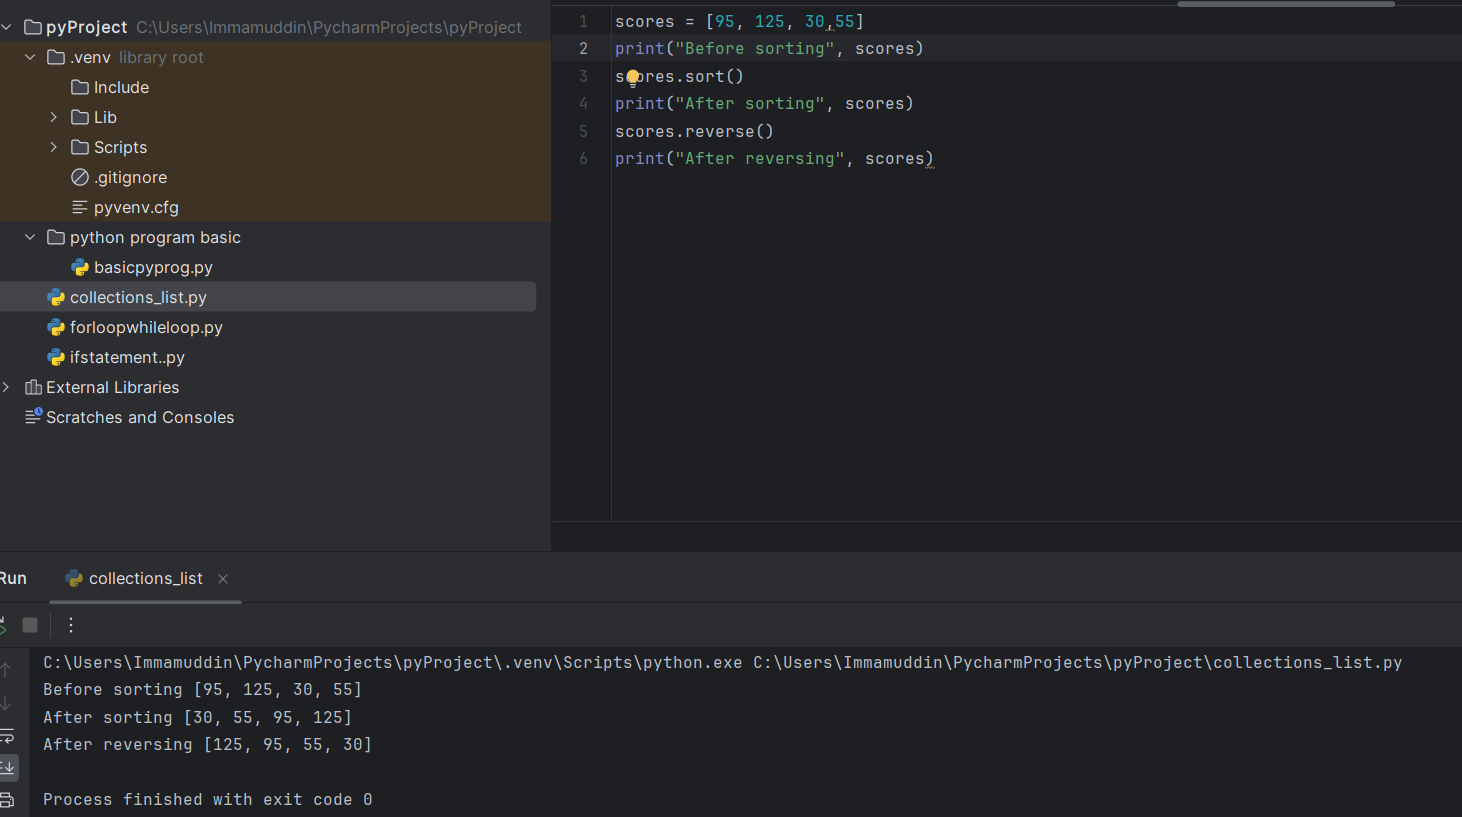 pyProject C:\Users\Immamuddin\PycharmProjects\pyProject
.venv library root
Include
Lib
Scripts
.gitignore
pyvenv.cfg
python program basic
basicpyprog.py
collections_list.py
forloopwhileloop.py
ifstatement..py
External Libraries
Scratches and Consoles
1 scores = [95, 125, 30,55]
2 print("Before sorting", scores)
3 scores.sort()
4 print("After sorting", scores)
5 scores.reverse()
6 print("After reversing", scores)
Run collections_list
C:\Users\Immamuddin\PycharmProjects\pyProject\.venv\Scripts\python.exe C:\Users\Immamuddin\PycharmProjects\pyProject\collections_list.py
Before sorting [95, 125, 30, 55]
After sorting [30, 55, 95, 125]
After reversing [125, 95, 55, 30]
Process finished with exit code 0